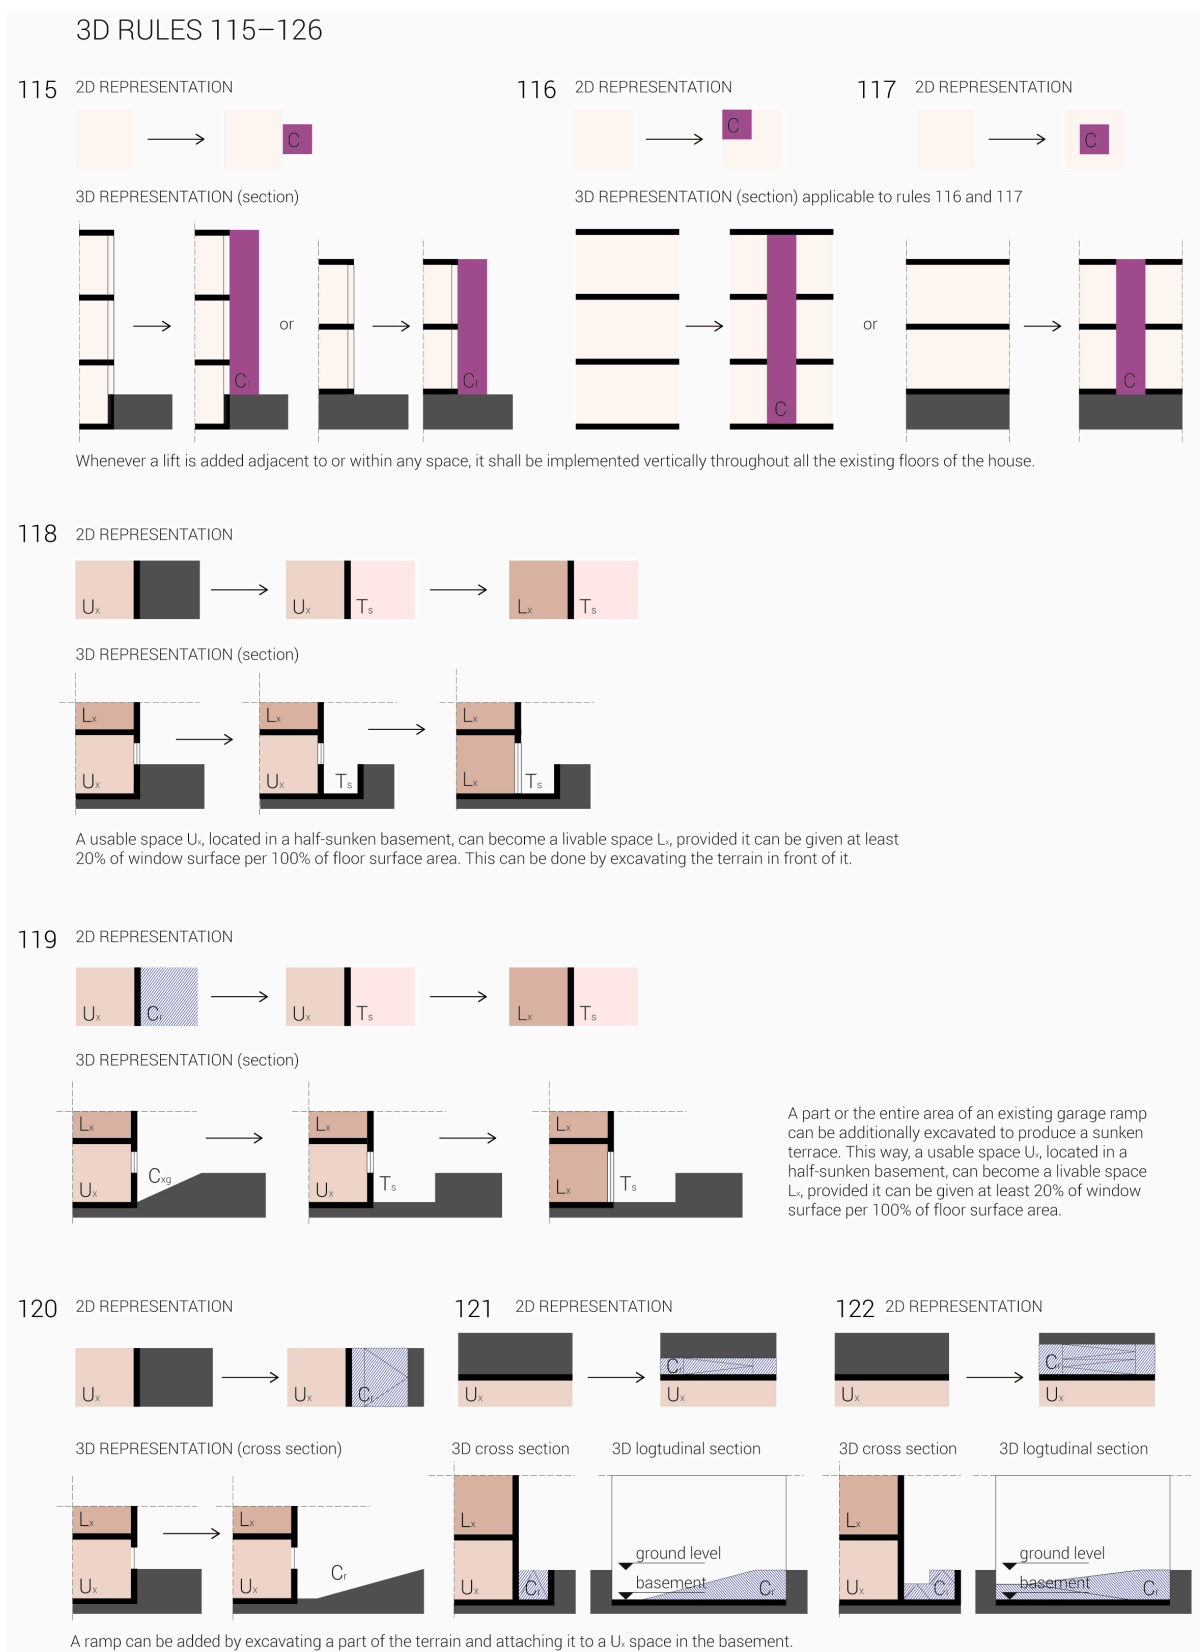 3D RULES 115–126
115 2D REPRESENTATION
116 2D REPRESENTATION
117 2D REPRESENTATION
C
C
C
3D REPRESENTATION (section)
3D REPRESENTATION (section) applicable to rules 116 and 117
or
or
Cl
Cl
C
C
Whenever a lift is added adjacent to or within any space, it shall be implemented vertically throughout all the existing floors of the house.
118 2D REPRESENTATION
Ux
Ux Ts
Lx Ts
3D REPRESENTATION (section)
Lx
Lx
Lx
Ux
Ux Ts
Lx Ts
A usable space Ux, located in a half-sunken basement, can become a livable space Lx, provided it can be given at least
20% of window surface per 100% of floor surface area. This can be done by excavating the terrain in front of it.
119 2D REPRESENTATION
Ux Cr
Ux Ts
Lx Ts
3D REPRESENTATION (section)
Lx
Lx
Lx
Ux Cxg
Ux Ts
Lx Ts
A part or the entire area of an existing garage ramp
can be additionally excavated to produce a sunken
terrace. This way, a usable space Ux, located in a
half-sunken basement, can become a livable space
Lx, provided it can be given at least 20% of window
surface per 100% of floor surface area.
120 2D REPRESENTATION
121 2D REPRESENTATION
122 2D REPRESENTATION
Ux
Ux Cr
Ux
Cr
Ux
Ux
Cr
Ux
3D REPRESENTATION (cross section)
3D cross section
3D logtudinal section
3D cross section
3D logtudinal section
Lx
Lx
Ux
Ux
Cr
Lx
Ux
Cr
ground level
basement
Cr
Lx
Ux
Cr
ground level
basement
Cr
A ramp can be added by excavating a part of the terrain and attaching it to a Ux space in the basement.